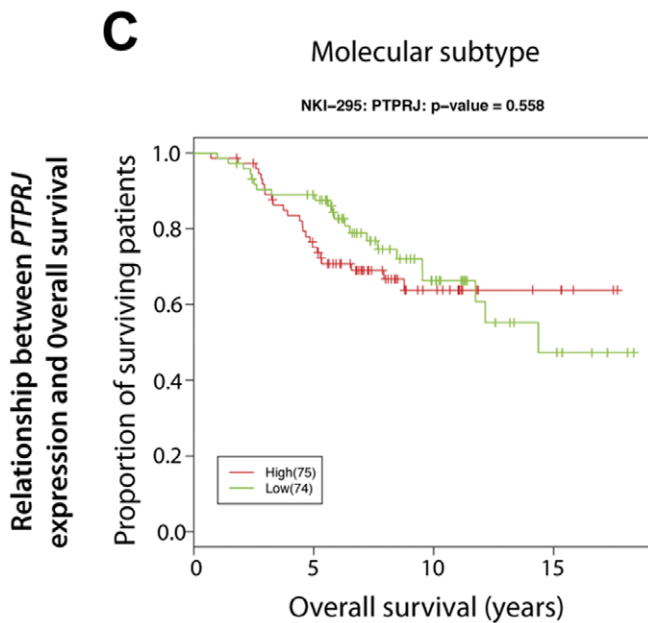 C
Molecular subtype
NKI-295: PTPRJ: p-value = 0.558
Relationship between PTPRJ
expression and 0verall survival
Proportion of surviving patients
1.0
0.8
0.6
0.4
0.2
0.0
High(75)
Low(74)
0 5 10 15
Overall survival (years)